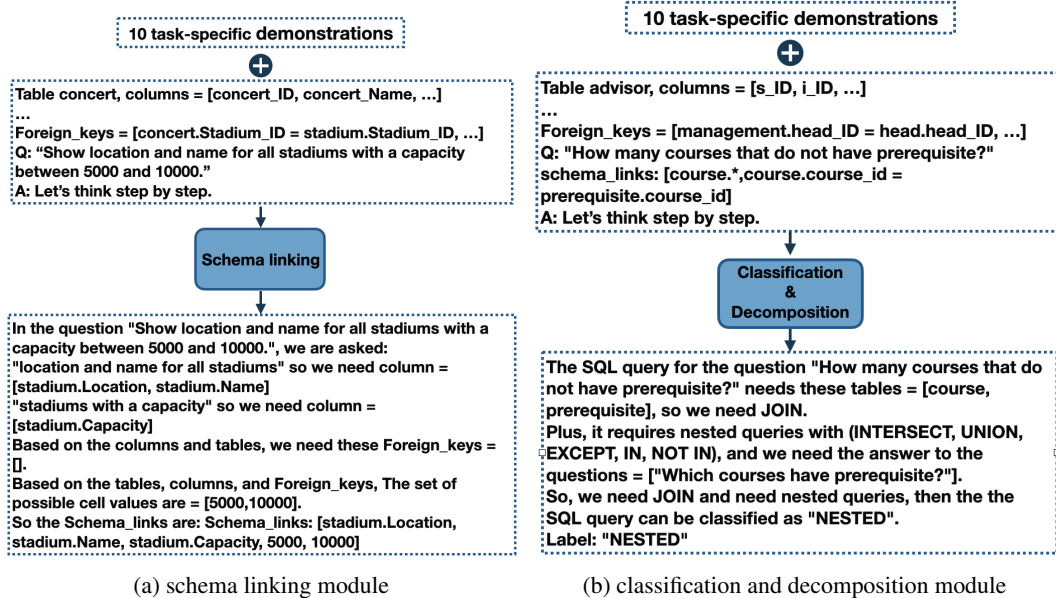 10 task-specific demonstrations
Table concert, columns = [concert_ID, concert_Name, ...]
...
Foreign_keys = [concert.Stadium_ID = stadium.Stadium_ID, ...]
Q: “Show location and name for all stadiums with a capacity
between 5000 and 10000.”
A: Let’s think step by step.
Schema linking
In the question "Show location and name for all stadiums with a
capacity between 5000 and 10000.", we are asked:
"location and name for all stadiums" so we need column =
[stadium.Location, stadium.Name]
"stadiums with a capacity" so we need column =
[stadium.Capacity]
Based on the columns and tables, we need these Foreign_keys =
[].
Based on the tables, columns, and Foreign_keys, The set of
possible cell values are = [5000,10000].
So the Schema_links are: Schema_links: [stadium.Location,
stadium.Name, stadium.Capacity, 5000, 10000]
(a) schema linking module
10 task-specific demonstrations
Table advisor, columns = [s_ID, i_ID, ...]
...
Foreign_keys = [management.head_ID = head.head_ID, ...]
Q: "How many courses that do not have prerequisite?"
schema_links: [course.*,course.course_id =
prerequisite.course_id]
A: Let’s think step by step.
Classification
&
Decomposition
The SQL query for the question "How many courses that do
not have prerequisite?" needs these tables = [course,
prerequisite], so we need JOIN.
Plus, it requires nested queries with (INTERSECT, UNION,
EXCEPT, IN, NOT IN), and we need the answer to the
questions = ["Which courses have prerequisite?"].
So, we need JOIN and need nested queries, then the the
SQL query can be classified as "NESTED".
Label: "NESTED"
(b) classification and decomposition module